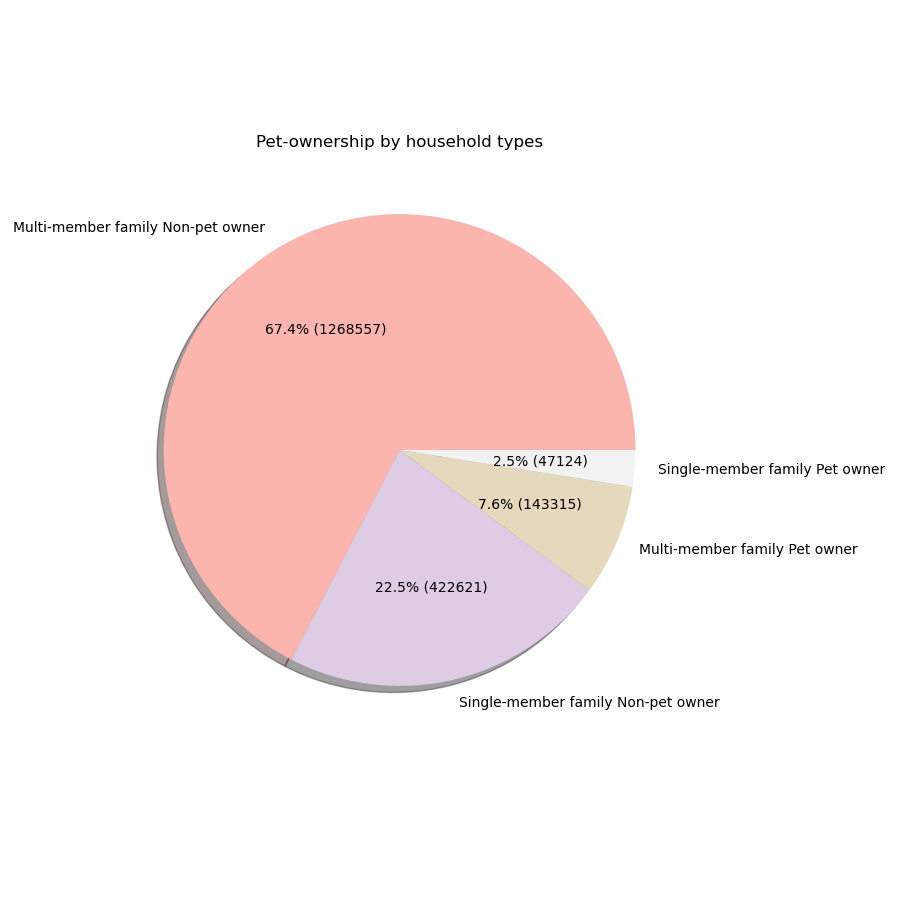 Pet-ownership by household types
Multi-member family Non-pet owner
67.4% (1268557)
2.5% (47124)
Single-member family Pet owner
7.6% (143315)
Multi-member family Pet owner
22.5% (422621)
Single-member family Non-pet owner